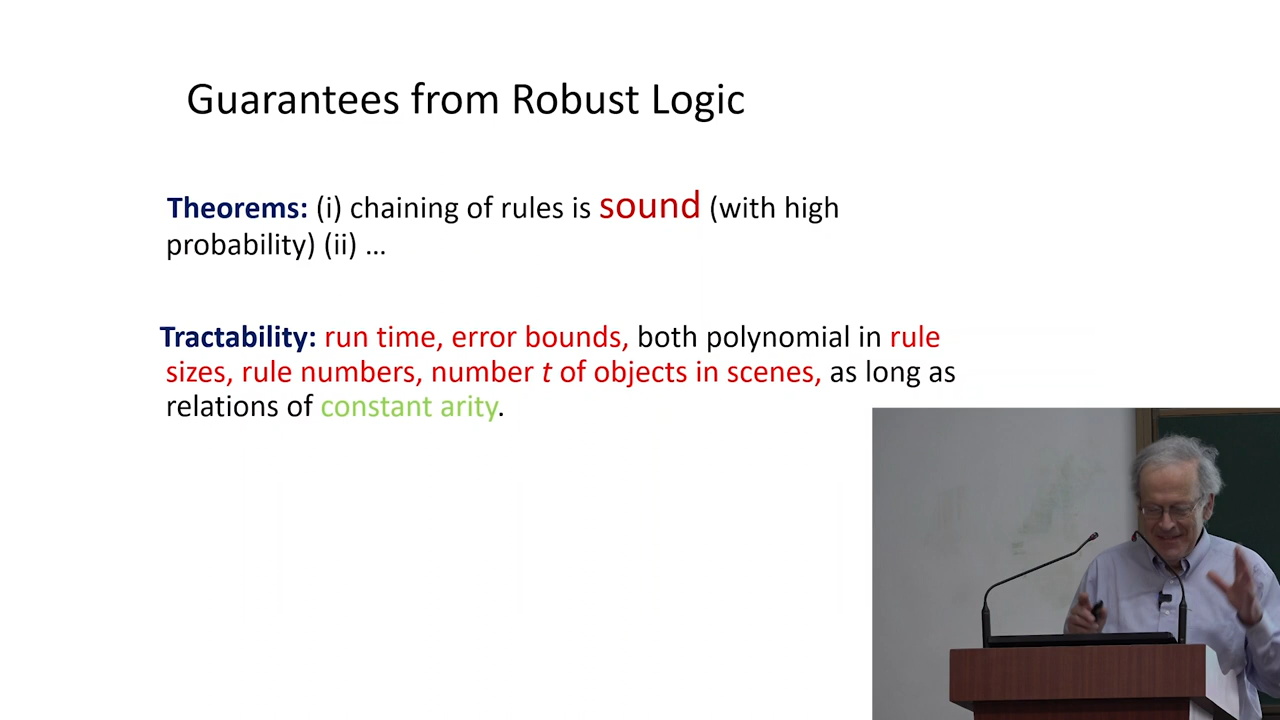 Guarantees from Robust Logic
Theorems: (i) chaining of rules is sound (with high
probability) (ii) ...
Tractability: run time, error bounds, both polynomial in rule
sizes, rule numbers, number t of objects in scenes, as long as
relations of constant arity.